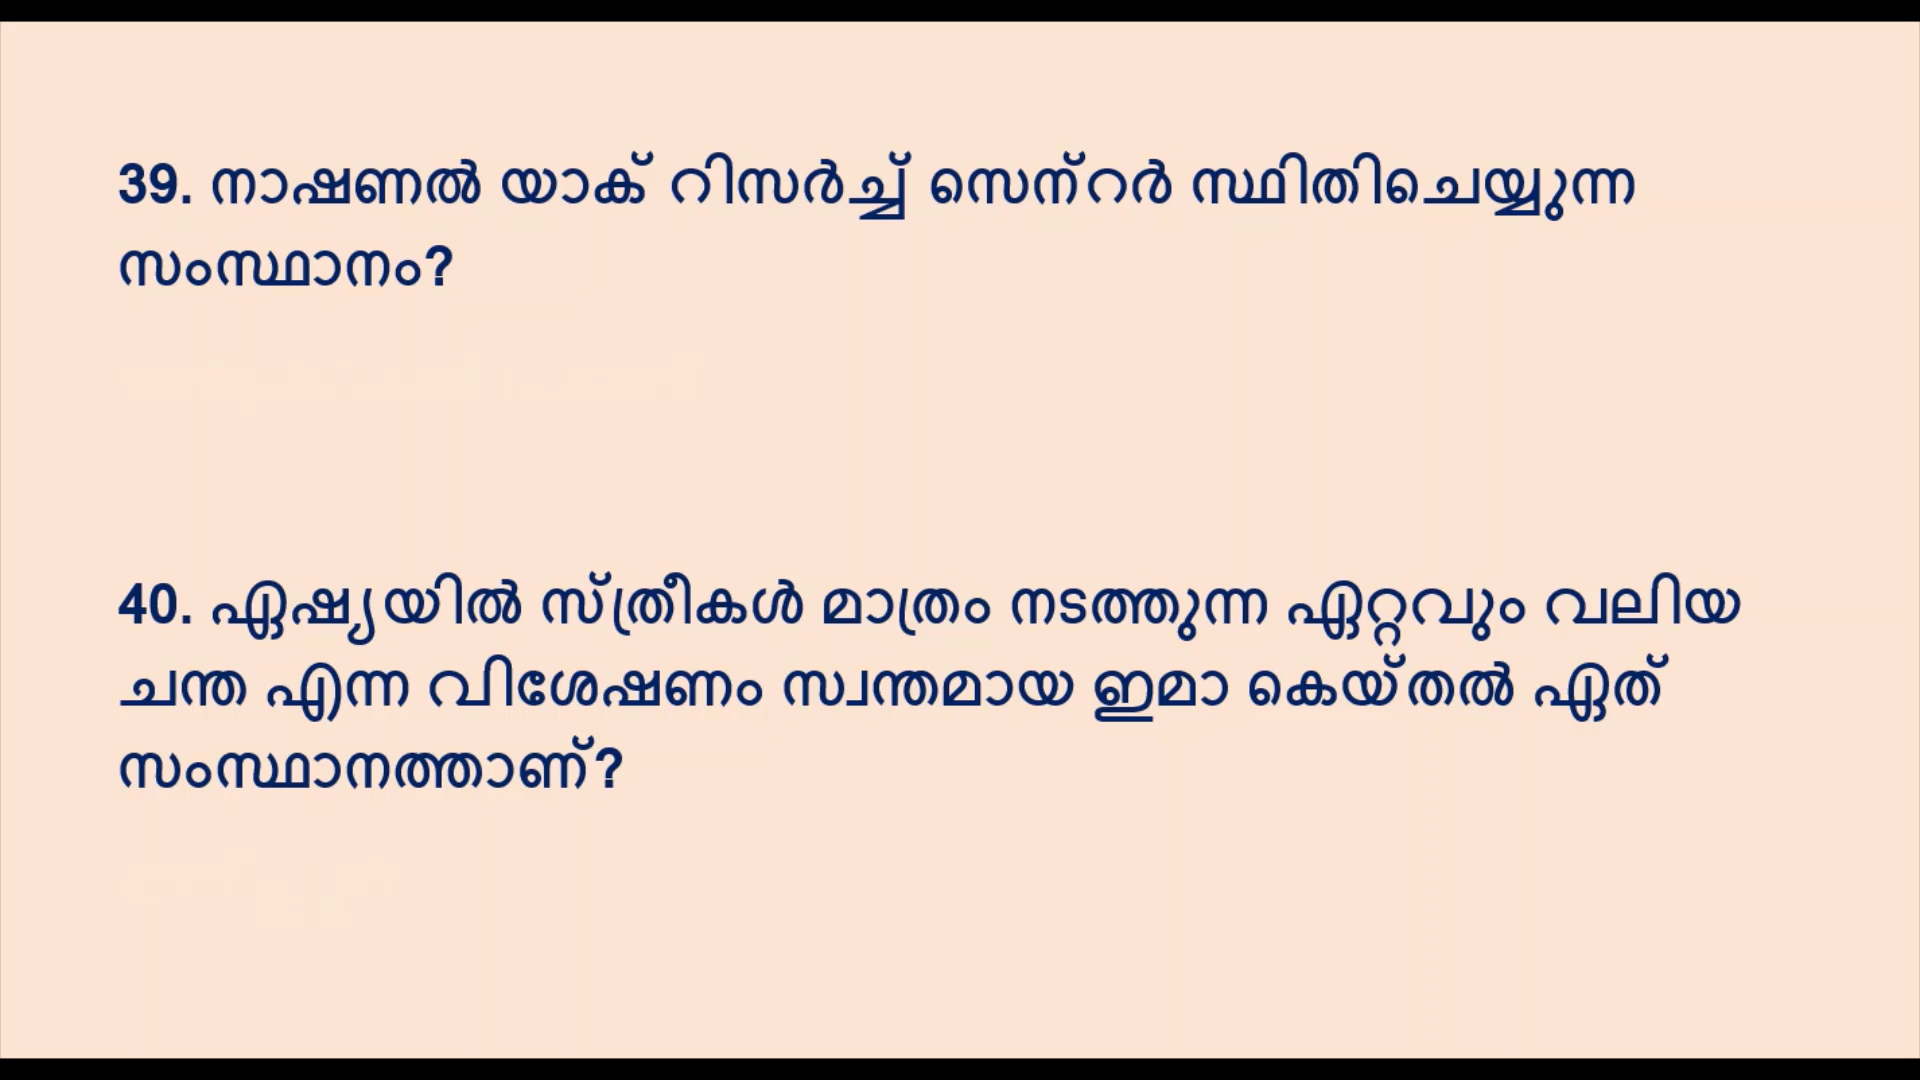 39. നാഷണൽ യാക് റിസർച്ച് സെന്റർ സ്ഥിതിചെയ്യുന്ന
സംസ്ഥാനം?
40. ഏഷ്യയിൽ സ്ത്രീകൾ മാത്രം നടത്തുന്ന ഏറ്റവും വലിയ
ചന്ത എന്ന വിശേഷണം സ്വന്തമായ ഇമാ കെയ്തൽ ഏത്
സംസ്ഥാനത്താണ്?